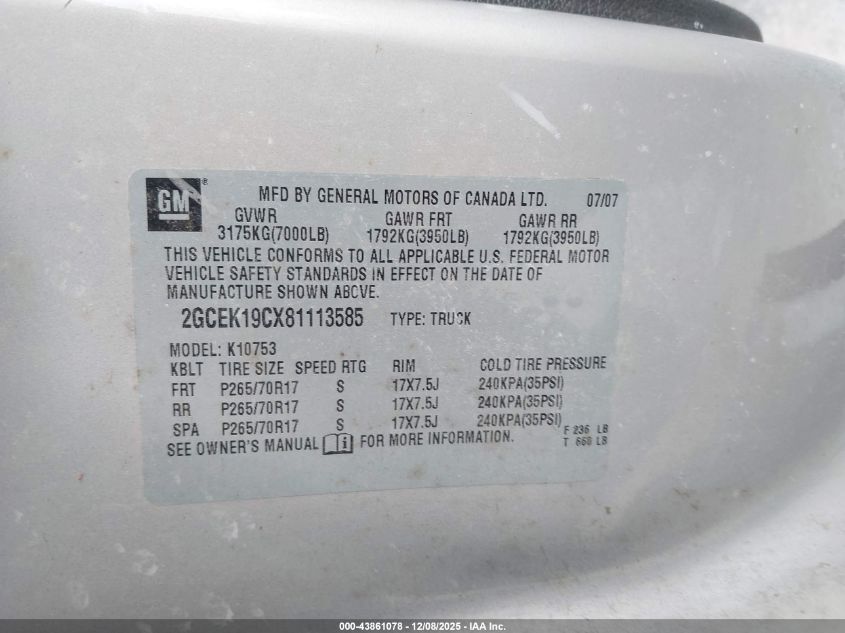 GM® MFD BY GENERAL MOTORS OF CANADA LTD. 07/07
GVWR GAWR FRT GAWR RR
3175KG(7000LB) 1792KG(3950LB) 1792KG(3950LB)
THIS VEHICLE CONFORMS TO ALL APPLICABLE U.S. FEDERAL MOTOR
VEHICLE SAFETY STANDARDS IN EFFECT ON THE DATE OF
MANUFACTURE SHOWN ABOVE.
2GCEK19CX81113585 TYPE: TRUCK
MODEL: K10753
KBLT TIRE SIZE SPEED RTG RIM COLD TIRE PRESSURE
FRT P265/70R17 S 17X7.5J 240KPA(35PSI)
RR P265/70R17 S 17X7.5J 240KPA(35PSI)
SPA P265/70R17 S 17X7.5J 240KPA(35PSI)
F 236 LB
SEE OWNER'S MANUAL i FOR MORE INFORMATION.
T 660 LB
000-43861078 - 12/08/2025 - IAA Inc.